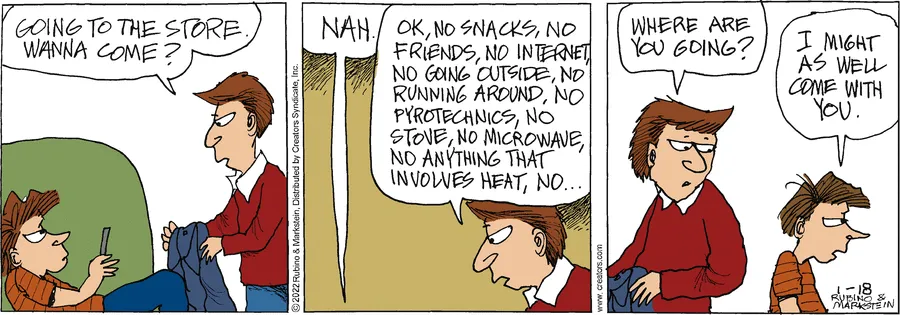 GOING TO THE STORE.
WANNA COME?
© 2022 Rubino & Markstein. Distributed by Creators Syndicate, Inc.
NAH.
OK, NO SNACKS, NO
FRIENDS, NO INTERNET,
NO GOING OUTSIDE, NO
RUNNING AROUND, NO
PYROTECHNICS, NO
STOVE, NO MICROWAVE,
NO ANYTHING THAT
INVOLVES HEAT, NO...
www.creators.com
WHERE ARE
YOU GOING?
I MIGHT
AS WELL
COME WITH
YOU.
1-18
RUBINO &
MARKSTEIN